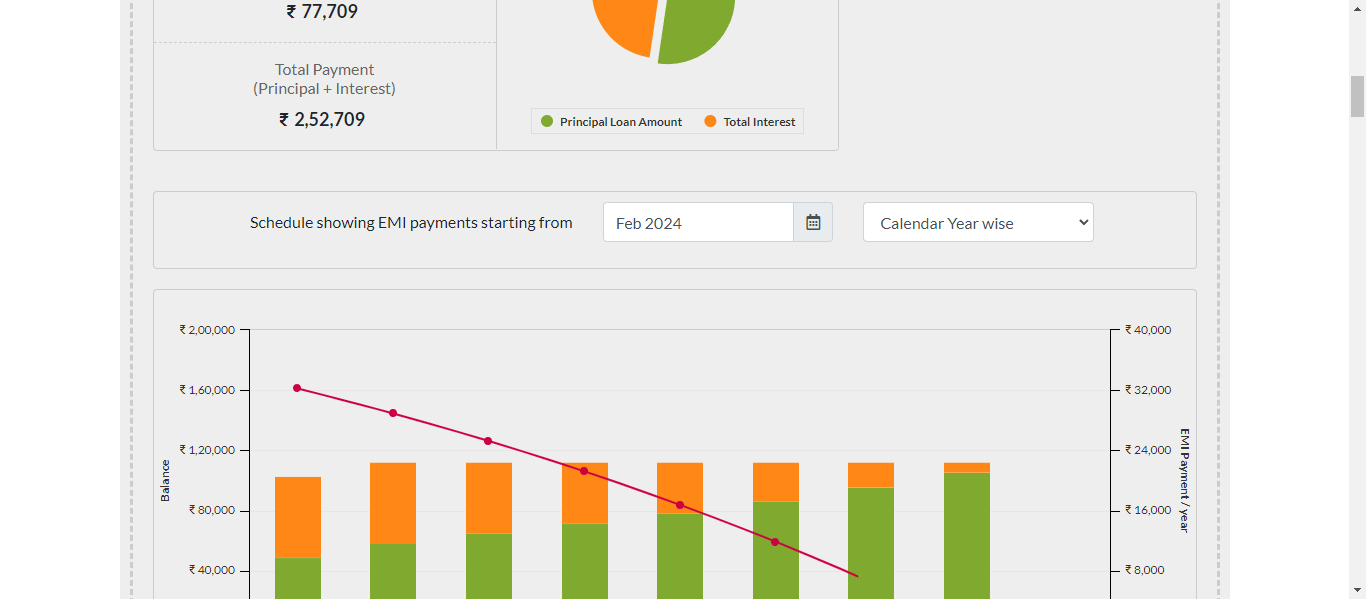 ₹ 77,709
Total Payment
(Principal + Interest)
₹ 2,52,709
Principal Loan Amount
Total Interest
Schedule showing EMI payments starting from
Feb 2024
Calendar Year wise
₹ 2,00,000
₹ 1,60,000
₹ 1,20,000
₹ 80,000
₹ 40,000
Balance
₹ 40,000
₹ 32,000
₹ 24,000
₹ 16,000
₹ 8,000
EMI Payment / year